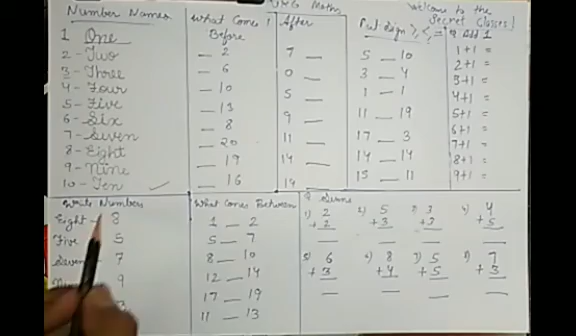 UKG Maths
Welcome to the
Secret Classes!
Number Names
1 One
2 - Two
3 - Three
4 - Four
5 - Five
6 - Six
7 - Seven
8 - Eight
9 - Nine
10 - Ten
What Comes
Before
_ 2
_ 6
_ 10
_ 13
_ 8
_ 20
_ 19
_ 16
After
7 _
0 _
5 _
9 _
11 _
14 _
14 _
Put Sign >, <, =
5 _ 10
3 _ 4
1 _ 1
11 _ 19
17 _ 3
14 _ 14
15 _ 11
Add 1
1+1 =
2+1 =
3+1 =
4+1 =
5+1 =
6+1 =
7+1 =
8+1 =
9+1 =
Write Numbers
Eight - 8
Five 5
Seven 7
9
What Comes Between
1 _ 2
5 _ 7
8 _ 10
12 _ 14
17 _ 19
11 _ 13
Sums
1) 2 2) 5 3) 3 4) 4
+3 +5
5) 6 6) 8 7) 5 8) 7
+3 +4 +5 +3